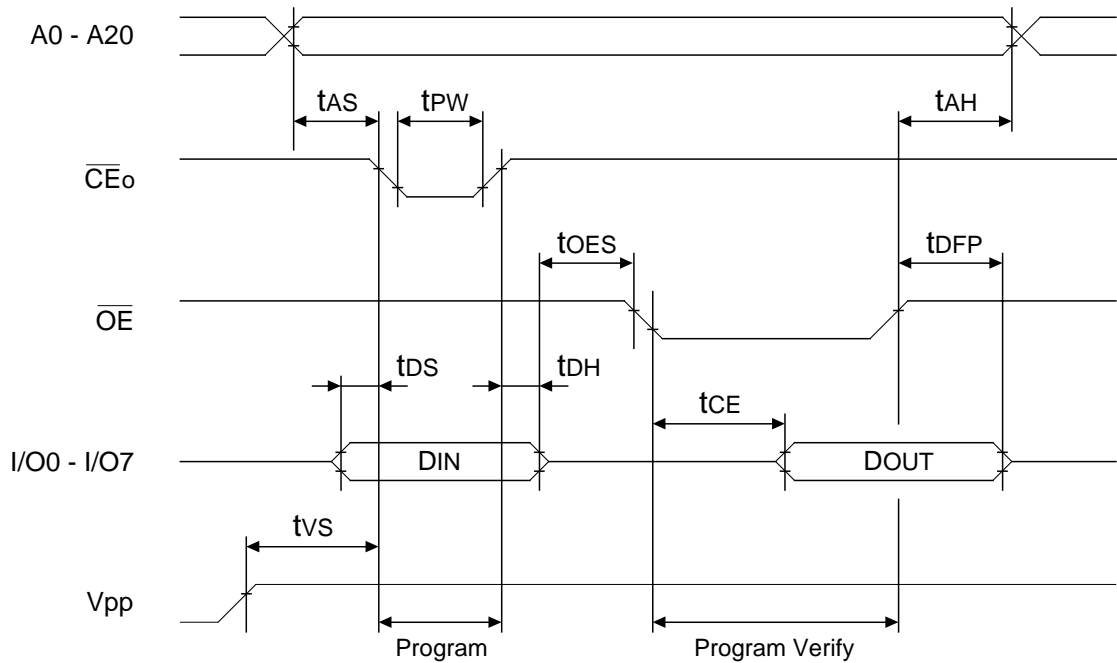 A0 - A20
tAS
tPW
tAH
CEo
tOES
tDFP
OE
tDS
tDH
tCE
I/O0 - I/O7
DIN
DOUT
tVS
Vpp
Program
Program Verify